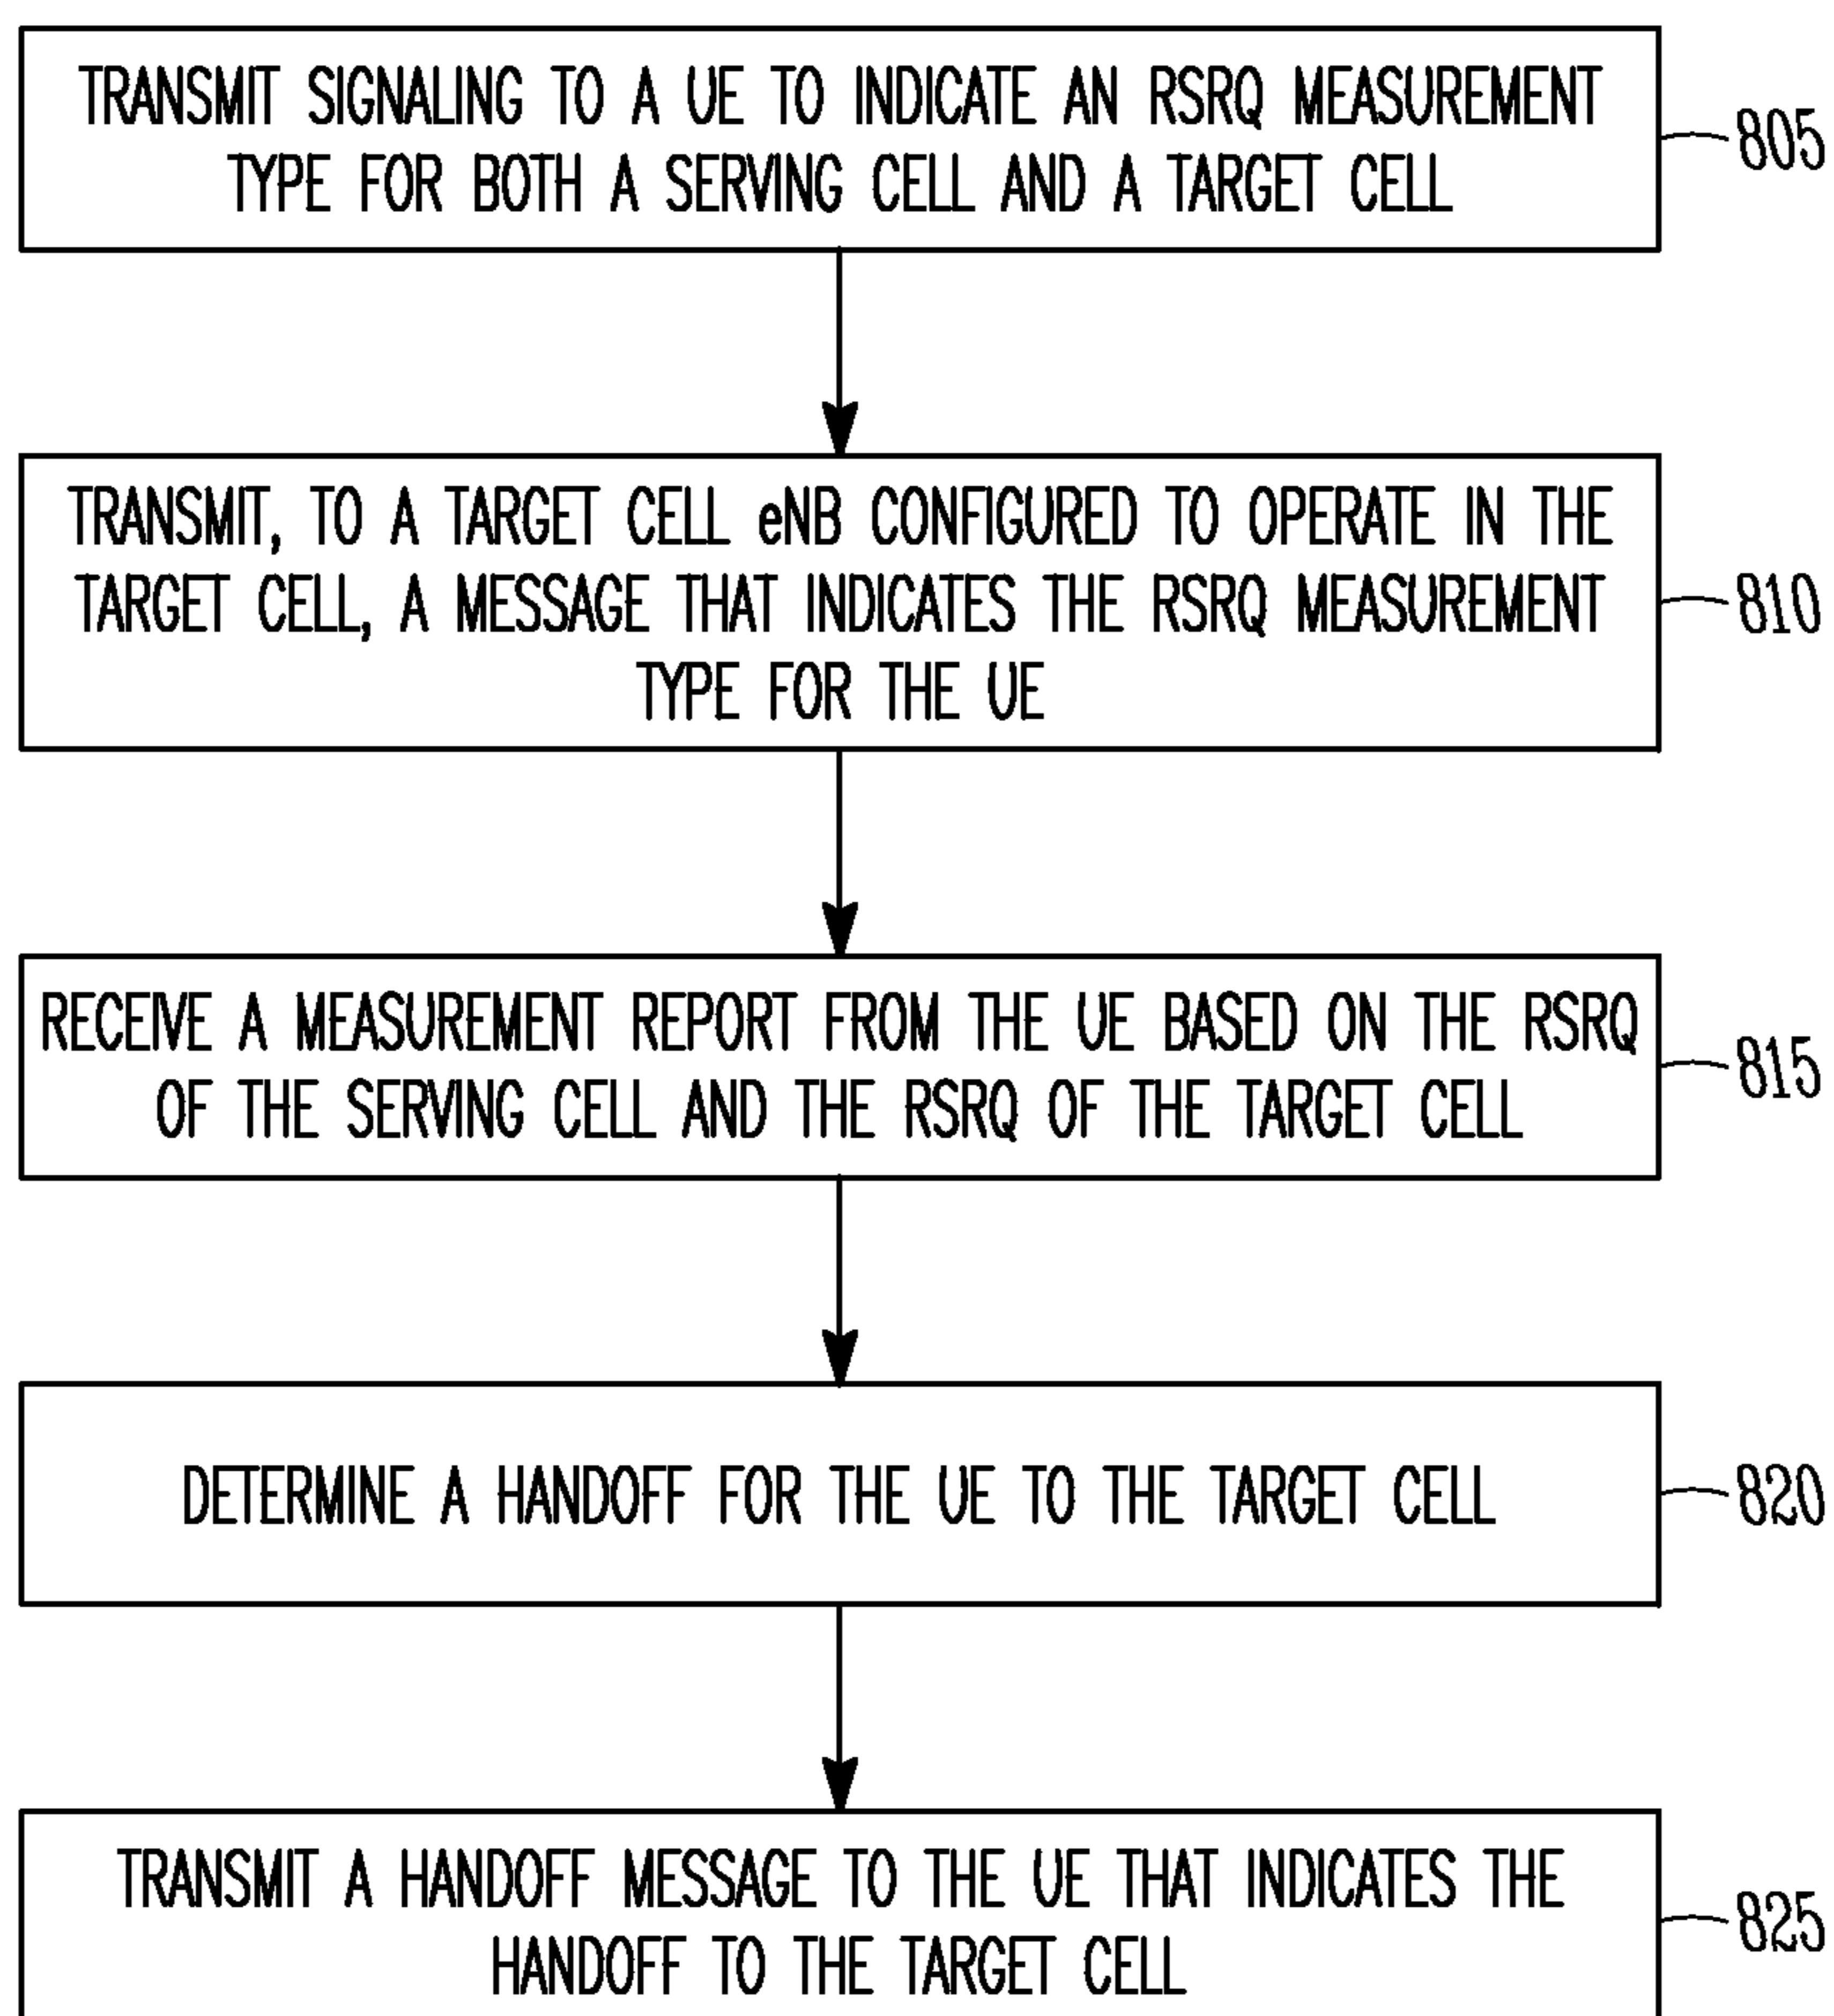 TRANSMIT SIGNALING TO A UE TO INDICATE AN RSRQ MEASUREMENT
TYPE FOR BOTH A SERVING CELL AND A TARGET CELL
805
TRANSMIT, TO A TARGET CELL eNB CONFIGURED TO OPERATE IN THE
TARGET CELL, A MESSAGE THAT INDICATES THE RSRQ MEASUREMENT
TYPE FOR THE UE
810
RECEIVE A MEASUREMENT REPORT FROM THE UE BASED ON THE RSRQ
OF THE SERVING CELL AND THE RSRQ OF THE TARGET CELL
815
DETERMINE A HANDOFF FOR THE UE TO THE TARGET CELL
820
TRANSMIT A HANDOFF MESSAGE TO THE UE THAT INDICATES THE
HANDOFF TO THE TARGET CELL
825